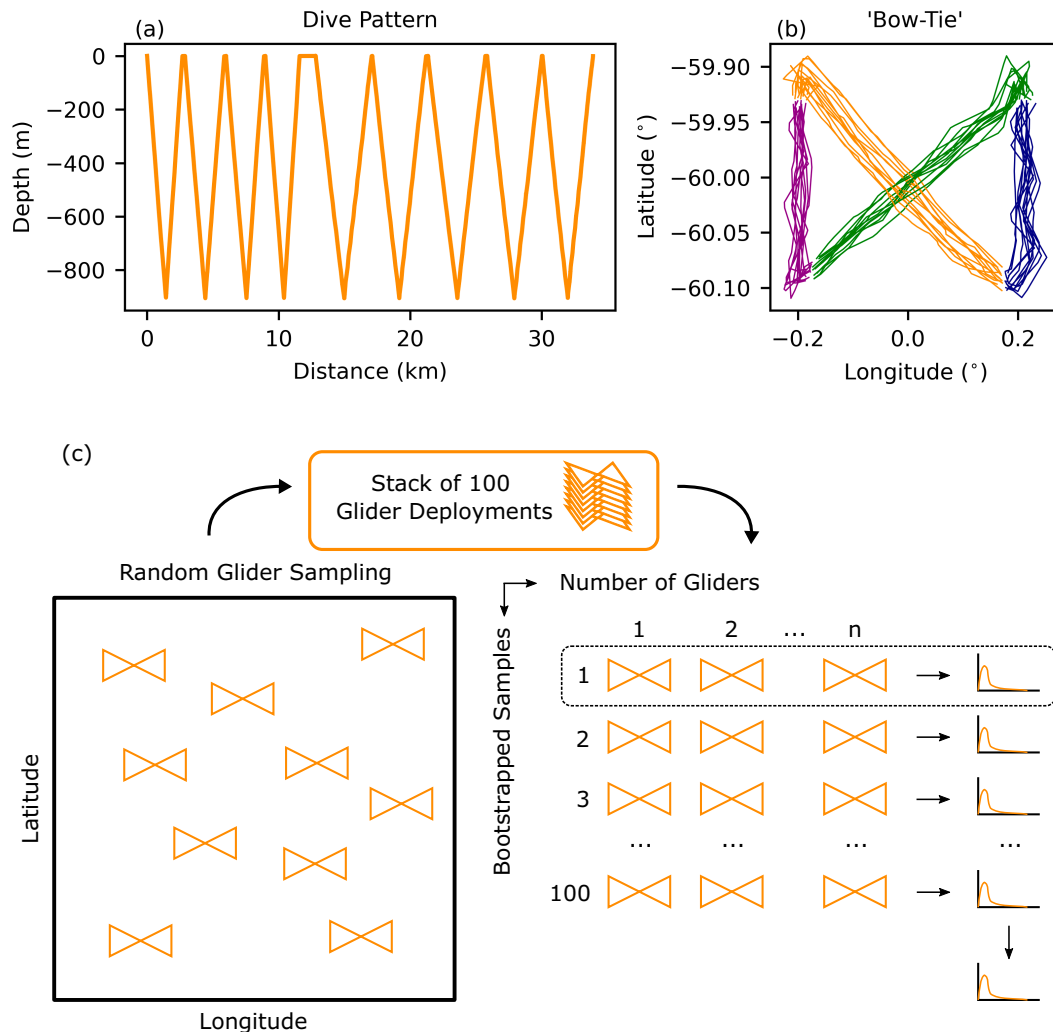 (a)
Dive Pattern
0
−200
−400
−600
−800
Depth (m)
0
10
20
30
Distance (km)
(b)
'Bow-Tie'
−59.90
−59.95
−60.00
−60.05
−60.10
Latitude (°)
−0.2
0.0
0.2
Longitude (°)
(c)
Stack of 100
Glider Deployments
Random Glider Sampling
Latitude
Longitude
Number of Gliders
Bootstrapped Samples
1 2 ... n
1
2
3
... ... ... ...
100